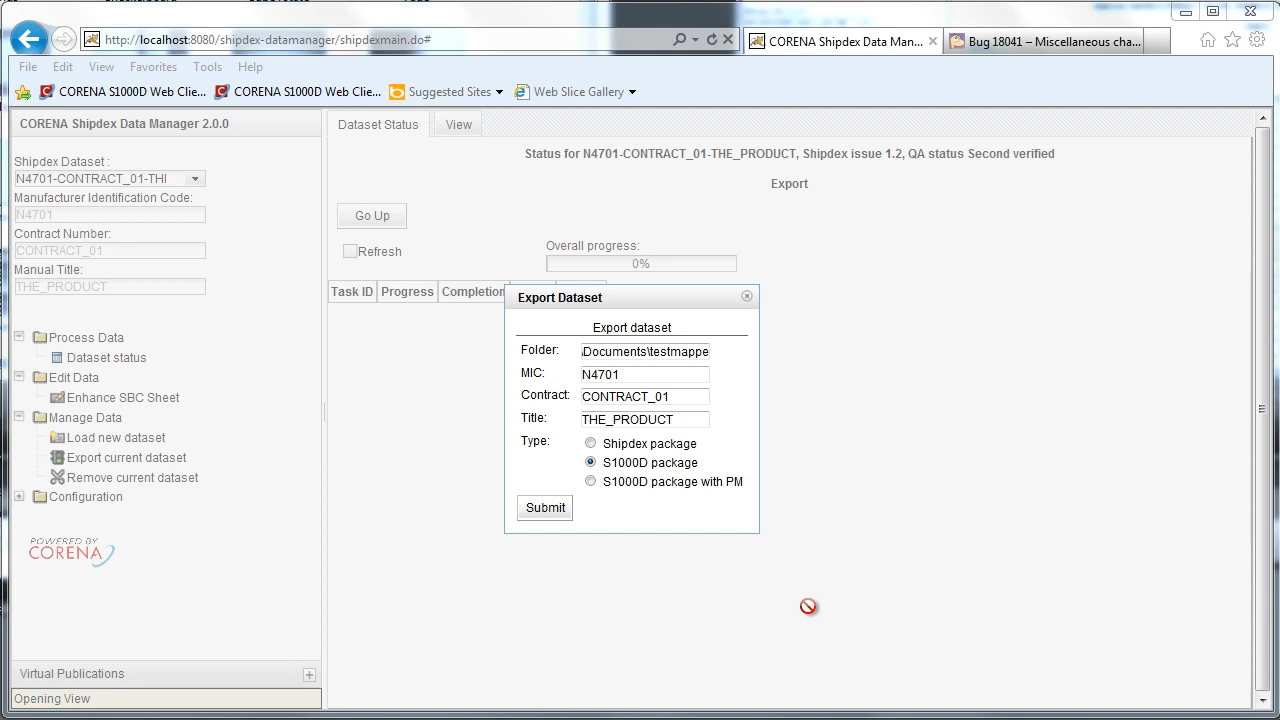 http://localhost:8080/shipdex-datamanager/shipdexmain.do#
CORENA Shipdex Data Man...
Bug 18041 – Miscellaneous cha...
File Edit View Favorites Tools Help
CORENA S1000D Web Clie... CORENA S1000D Web Clie... Suggested Sites Web Slice Gallery
CORENA Shipdex Data Manager 2.0.0
Shipdex Dataset :
N4701-CONTRACT_01-THI
Manufacturer Identification Code:
N4701
Contract Number:
CONTRACT_01
Manual Title:
THE_PRODUCT
Process Data
Dataset status
Edit Data
Enhance SBC Sheet
Manage Data
Load new dataset
Export current dataset
Remove current dataset
Configuration
POWERED BY
CORENA
Virtual Publications
Opening View
Dataset Status View
Status for N4701-CONTRACT_01-THE_PRODUCT, Shipdex issue 1.2, QA status Second verified
Export
Go Up
Refresh
Overall progress:
0%
Task ID Progress Completion
Export Dataset
Export dataset
Folder: \Documents\testmappe
MIC: N4701
Contract: CONTRACT_01
Title: THE_PRODUCT
Type:
Shipdex package
S1000D package
S1000D package with PM
Submit